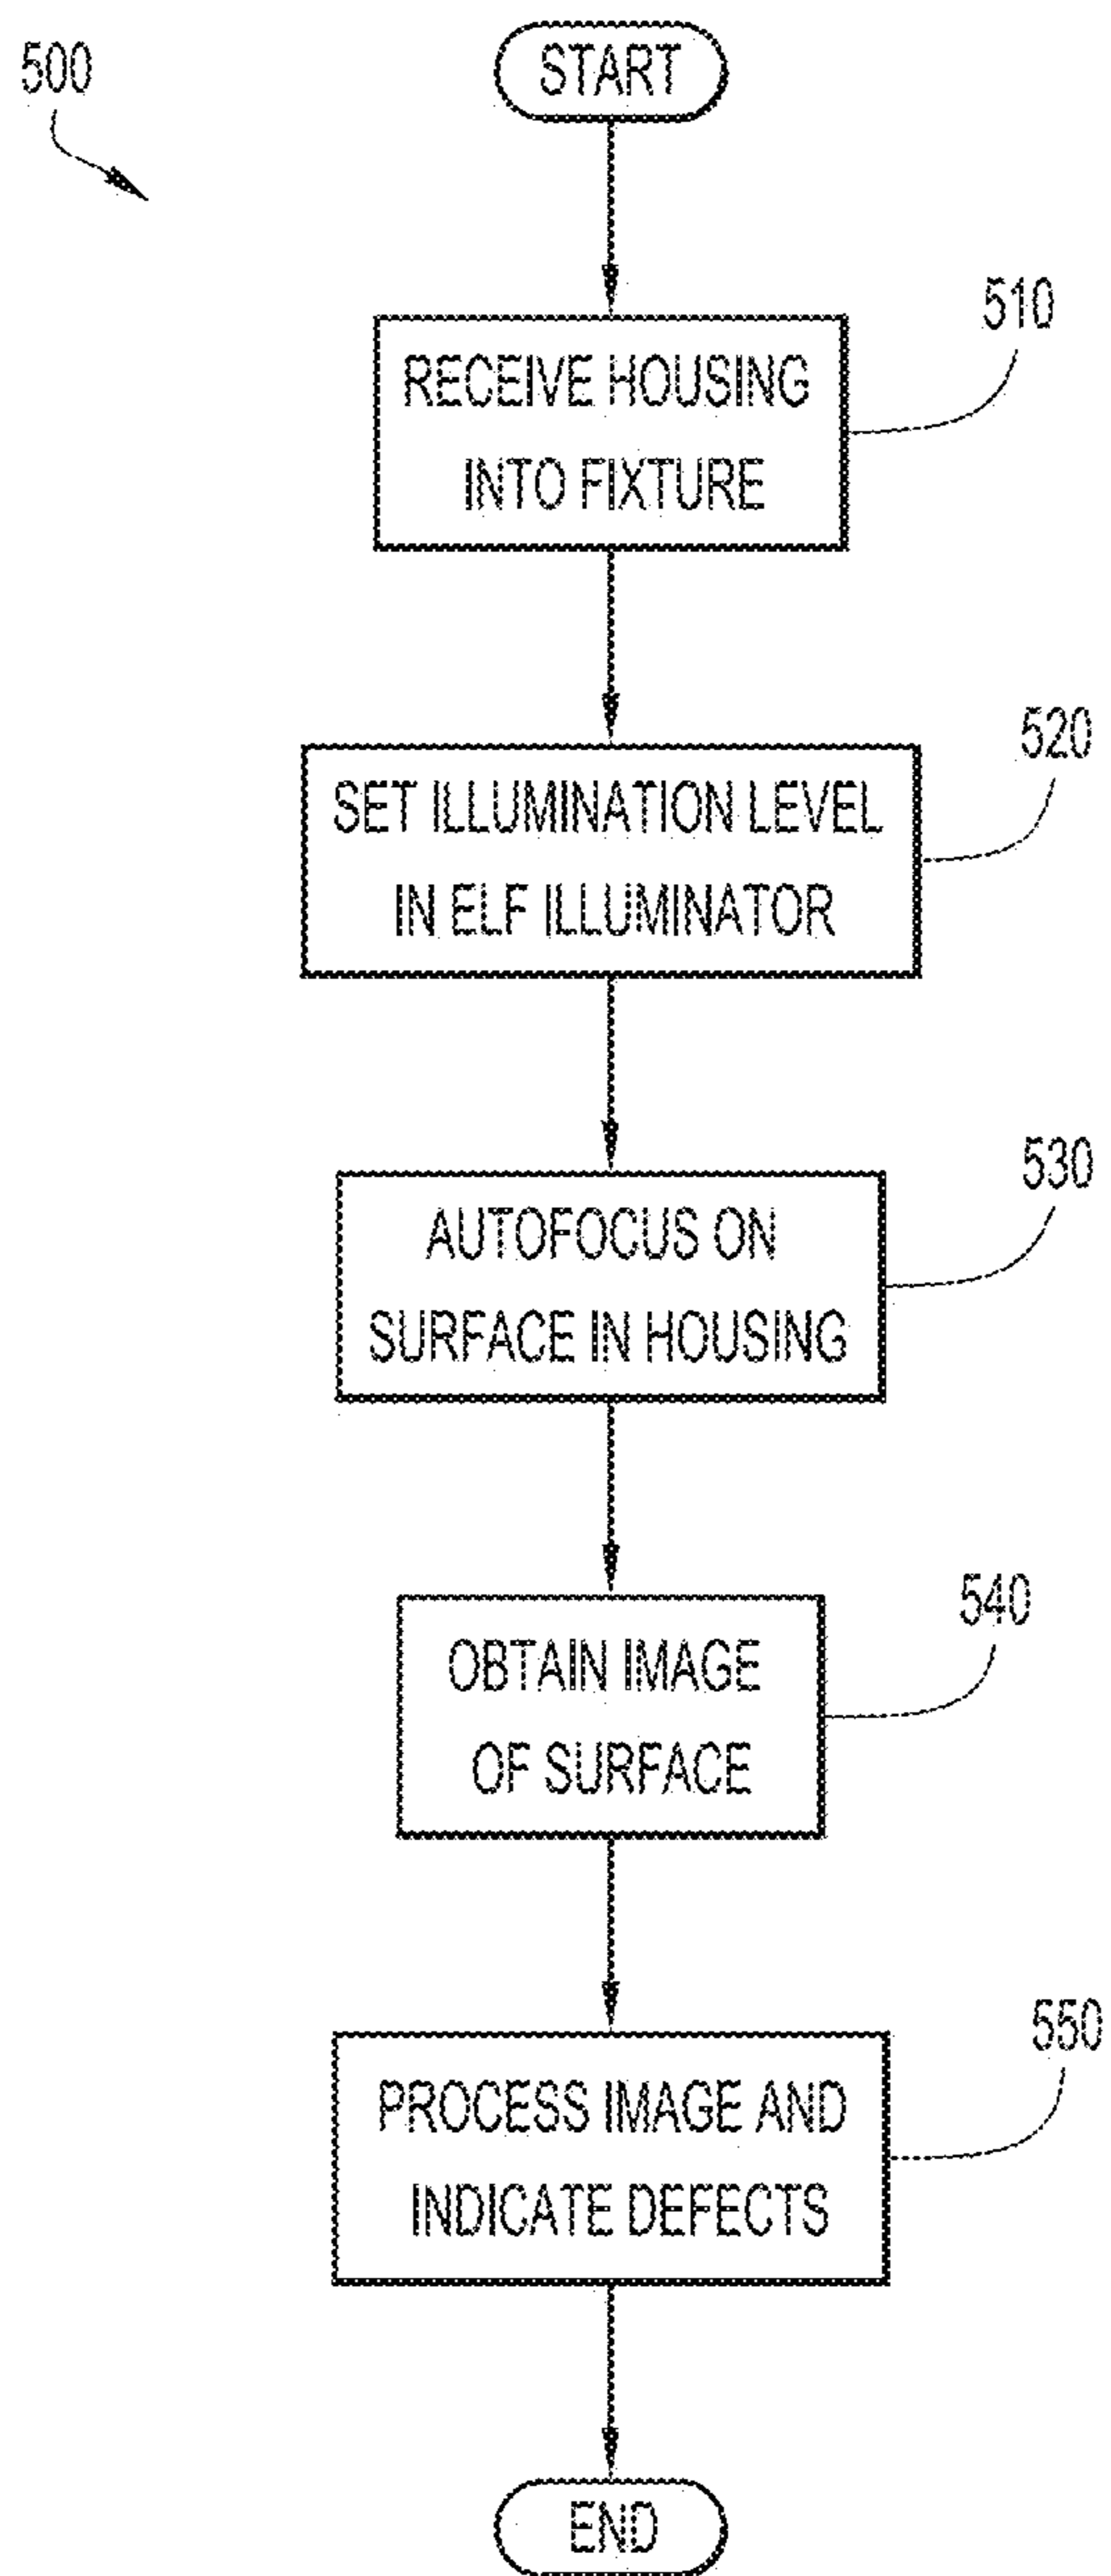 500
START
510
RECEIVE HOUSING
INTO FIXTURE
520
SET ILLUMINATION LEVEL
IN ELF ILLUMINATOR
530
AUTOFOCUS ON
SURFACE IN HOUSING
540
OBTAIN IMAGE
OF SURFACE
550
PROCESS IMAGE AND
INDICATE DEFECTS
END